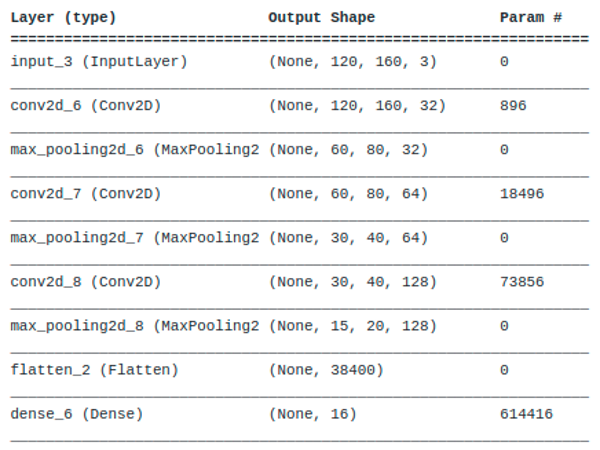 Layer (type) Output Shape Param #
=================================================================
input_3 (InputLayer) (None, 120, 160, 3) 0
conv2d_6 (Conv2D) (None, 120, 160, 32) 896
max_pooling2d_6 (MaxPooling2 (None, 60, 80, 32) 0
conv2d_7 (Conv2D) (None, 60, 80, 64) 18496
max_pooling2d_7 (MaxPooling2 (None, 30, 40, 64) 0
conv2d_8 (Conv2D) (None, 30, 40, 128) 73856
max_pooling2d_8 (MaxPooling2 (None, 15, 20, 128) 0
flatten_2 (Flatten) (None, 38400) 0
dense_6 (Dense) (None, 16) 614416